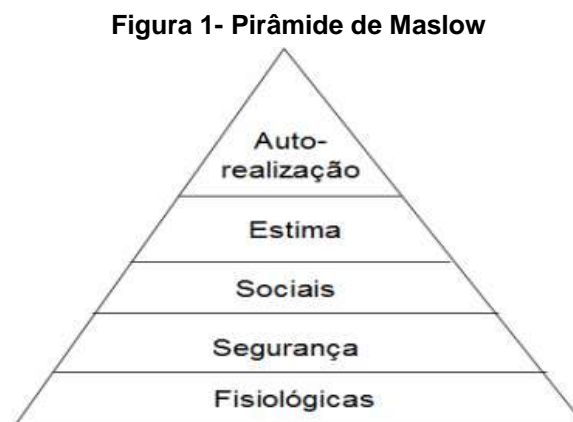 Figura 1- Pirâmide de Maslow
Auto-
realização
Estima
Sociais
Segurança
Fisiológicas